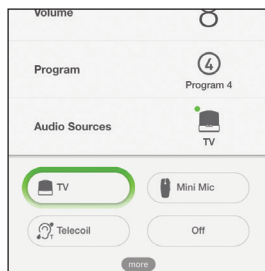 Volume 8
Program 4
Program 4
Audio Sources
TV
TV Mini Mic
T Telecoil Off
more